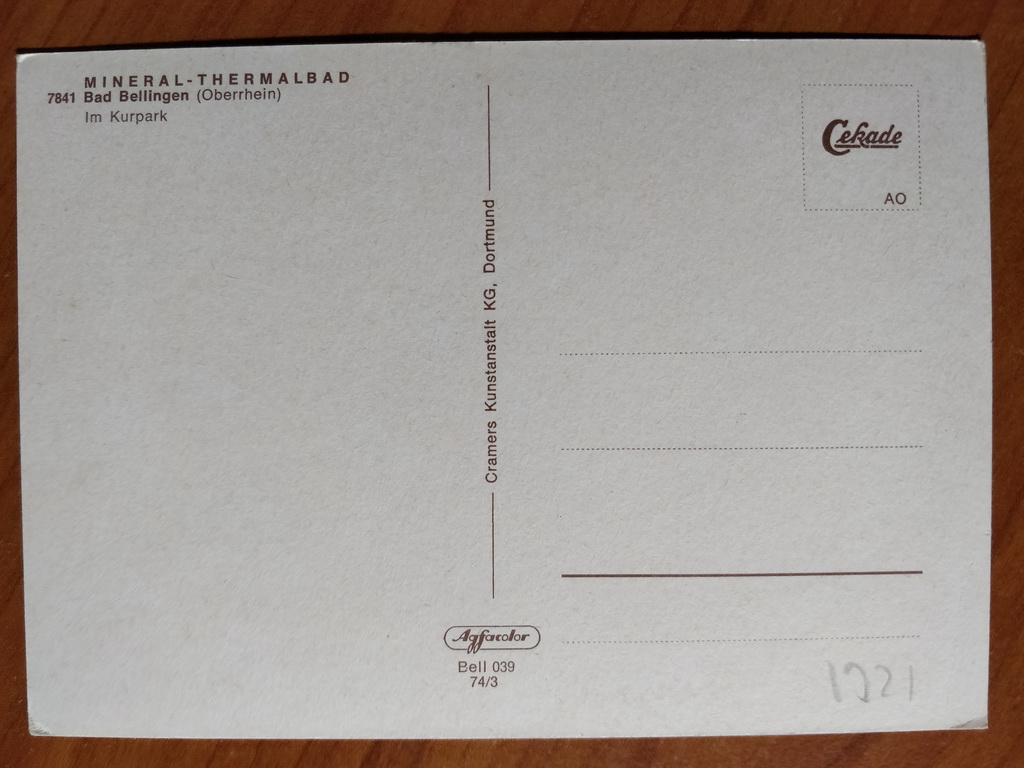 MINERAL-THERMALBAD
7841 Bad Bellingen (Oberrhein)
Im Kurpark
Cramers Kunstanstalt KG, Dortmund
Cekade
AO
Agfacolor
Bell 039
74/3